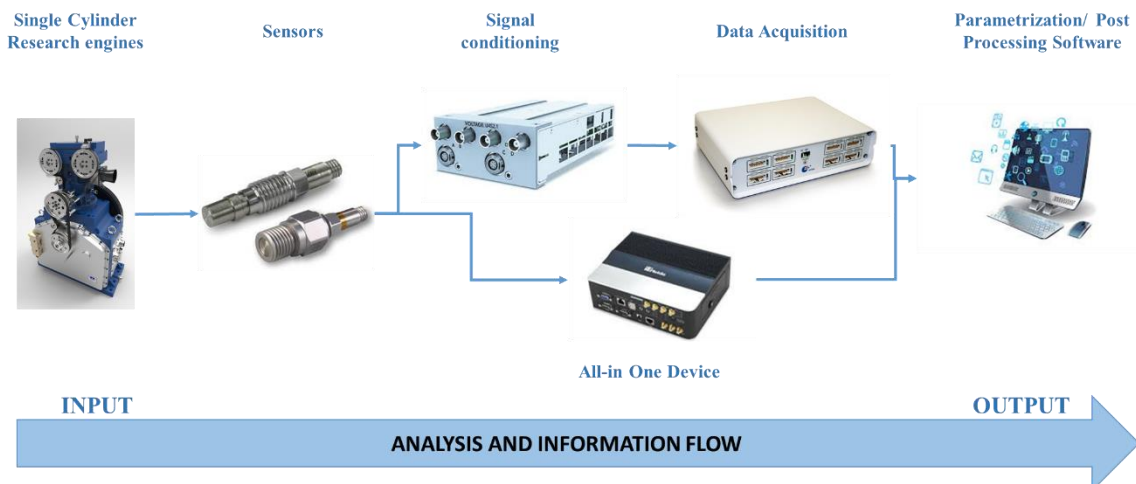 Single Cylinder
Research engines
Sensors
Signal
conditioning
Data Acquisition
Parametrization/ Post
Processing Software
All-in One Device
INPUT
OUTPUT
ANALYSIS AND INFORMATION FLOW